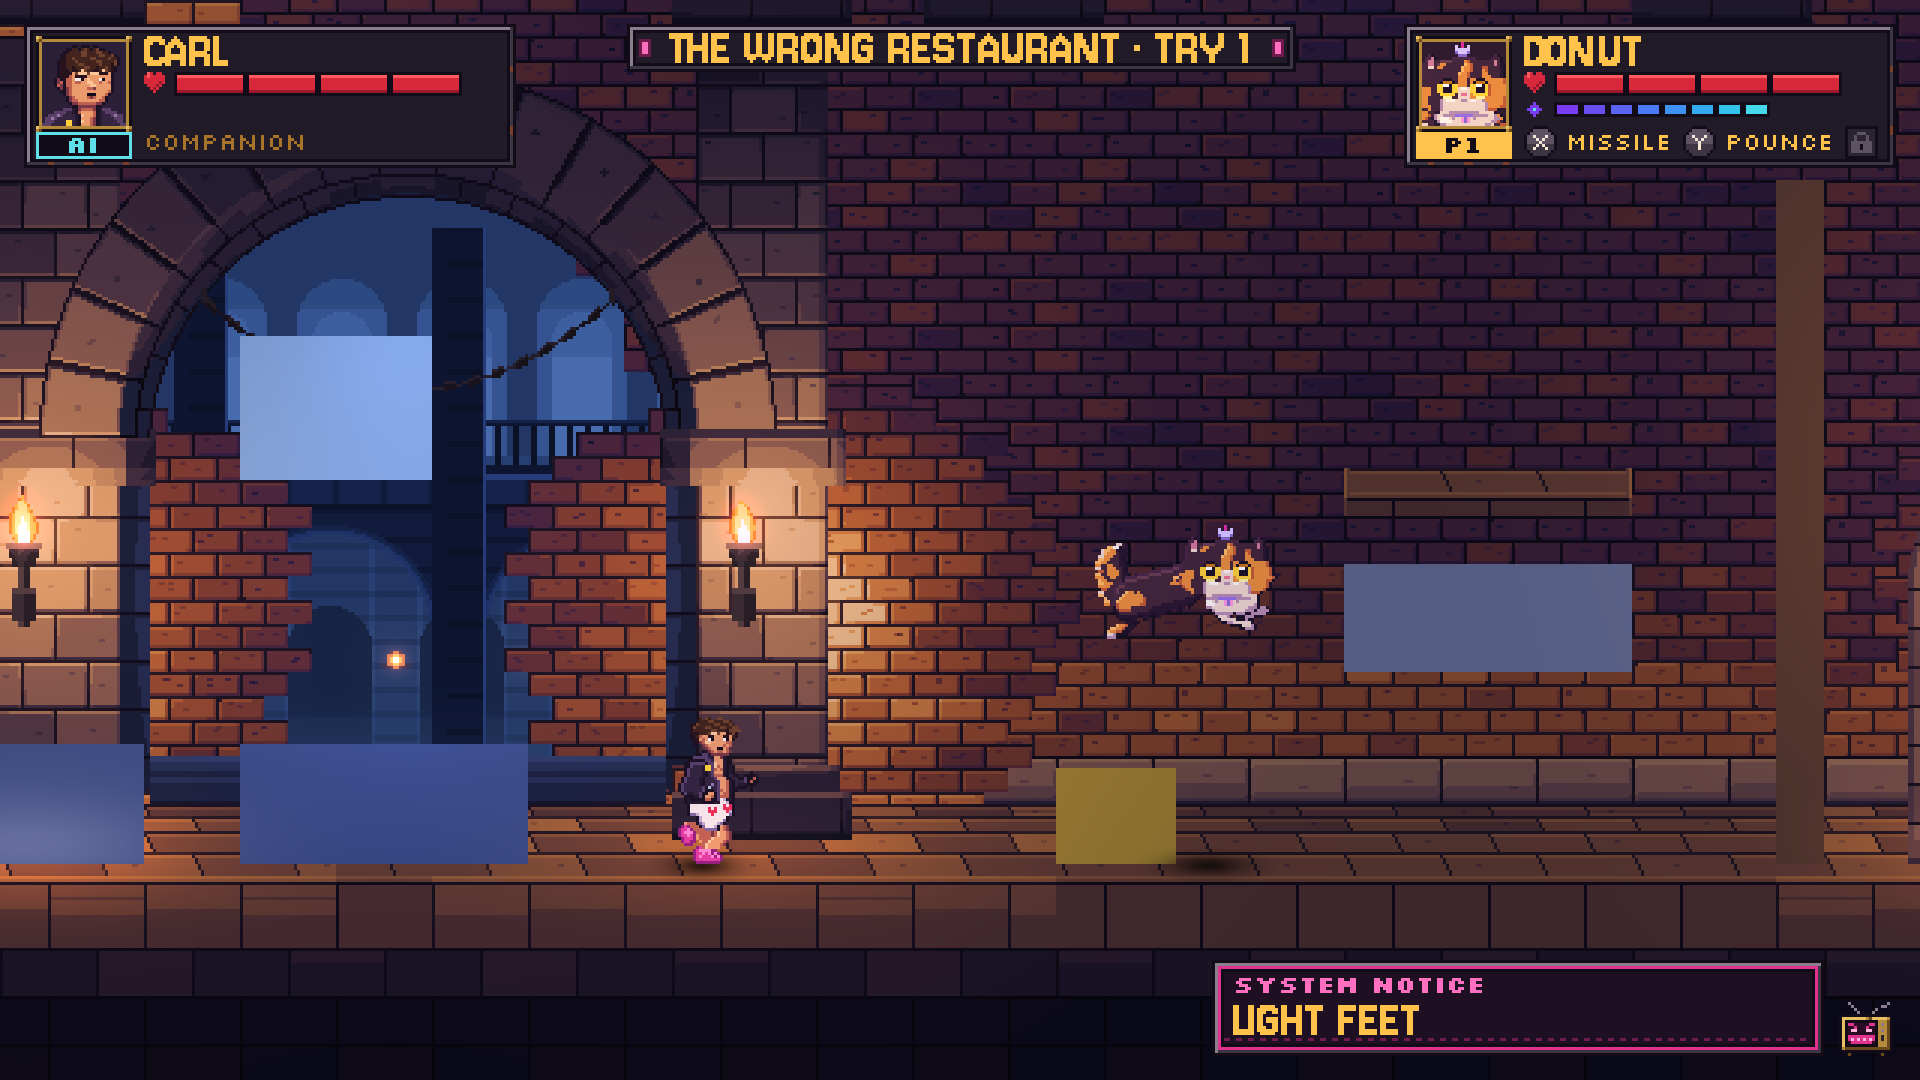 CARL
AI
COMPANION
THE WRONG RESTAURANT · TRY 1
DONUT
P1
X MISSILE Y POUNCE
SYSTEM NOTICE
LIGHT FEET